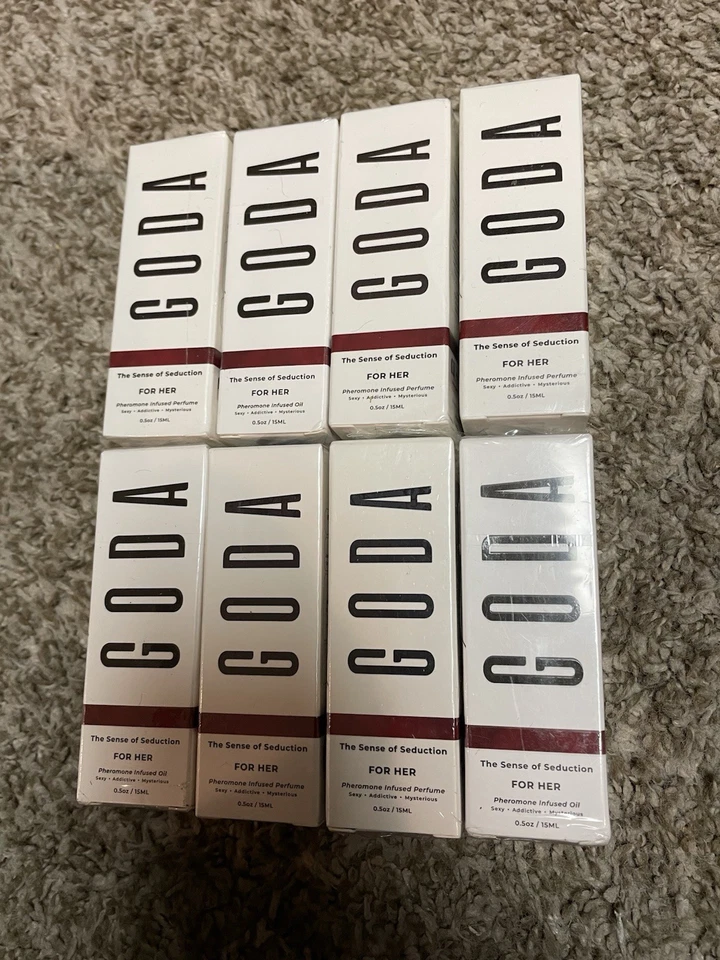 GODA
The Sense of Seduction
FOR HER
Pheromone Infused Perfume
Sexy • Addictive • Mysterious
0.5oz / 15ML
GODA
The Sense of Seduction
FOR HER
Pheromone Infused Oil
Sexy • Addictive • Mysterious
0.5oz / 15ML
GODA
The Sense of Seduction
FOR HER
Pheromone Infused Perfume
Sexy • Addictive • Mysterious
0.5oz / 15ML
GODA
The Sense of Seduction
FOR HER
Pheromone Infused Perfume
Sexy • Addictive • Mysterious
0.5oz / 15ML
GODA
The Sense of Seduction
FOR HER
Pheromone Infused Oil
Sexy • Addictive • Mysterious
0.5oz / 15ML
GODA
The Sense of Seduction
FOR HER
Pheromone Infused Perfume
Sexy • Addictive • Mysterious
0.5oz / 15ML
GODA
The Sense of Seduction
FOR HER
Pheromone Infused Perfume
Sexy • Addictive • Mysterious
0.5oz / 15ML
GODA
The Sense of Seduction
FOR HER
Pheromone Infused Oil
Sexy • Addictive • Mysterious
0.5oz / 15ML